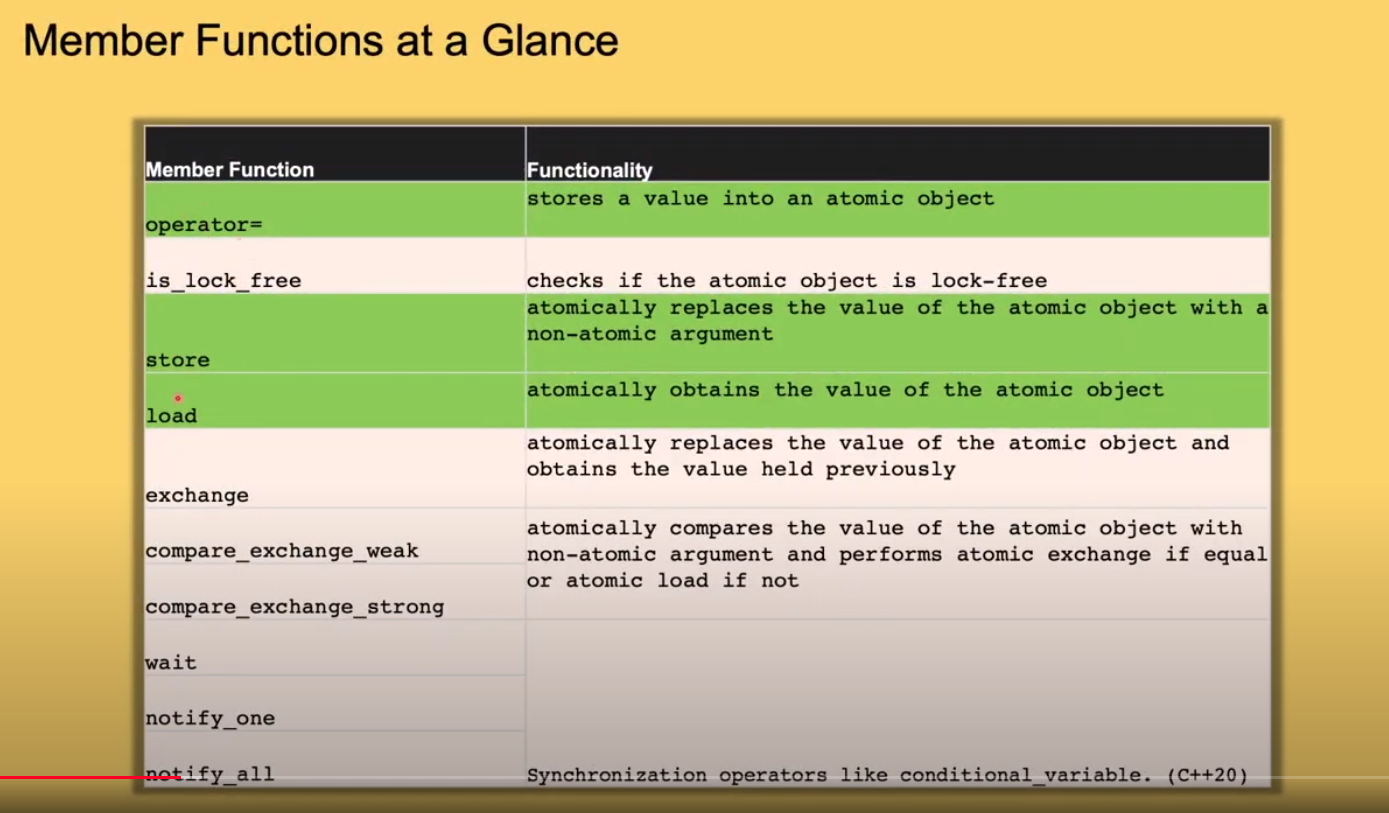 Member Functions at a Glance
Member Function Functionality
stores a value into an atomic object
operator=
is_lock_free checks if the atomic object is lock-free
atomically replaces the value of the atomic object with a
non-atomic argument
store
atomically obtains the value of the atomic object
load
atomically replaces the value of the atomic object and
obtains the value held previously
exchange
atomically compares the value of the atomic object with
compare_exchange_weak
non-atomic argument and performs atomic exchange if equal
or atomic load if not
compare_exchange_strong
wait
notify_one
notify_all Synchronization operators like conditional_variable. (C++20)